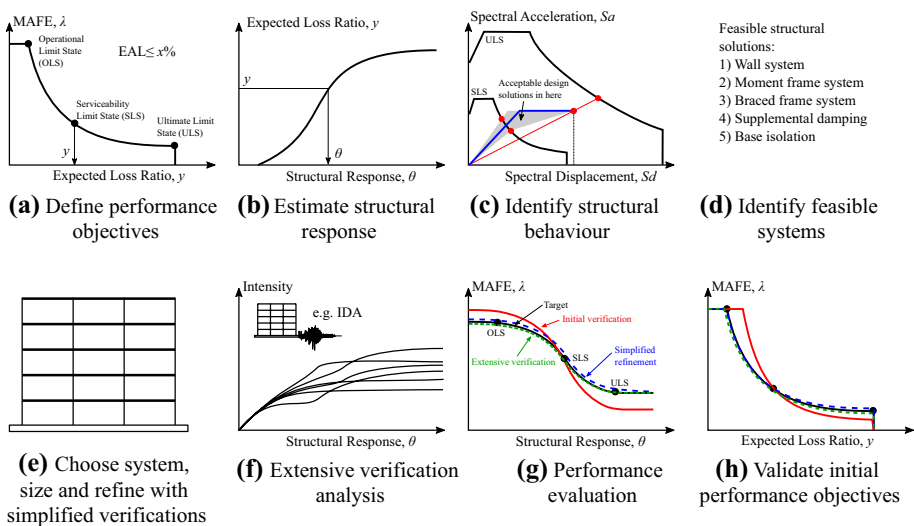 MAFE, λ
Operational
Limit State
(OLS)
EAL≤ x%
Serviceability
Limit State (SLS)
Ultimate Limit
State (ULS)
y
Expected Loss Ratio, y
(a) Define performance
objectives
Expected Loss Ratio, y
y
θ
Structural Response, θ
(b) Estimate structural
response
Spectral Acceleration, Sa
ULS
SLS
Acceptable design
solutions in here
Spectral Displacement, Sd
(c) Identify structural
behaviour
Feasible structural
solutions:
1) Wall system
2) Moment frame system
3) Braced frame system
4) Supplemental damping
5) Base isolation
(d) Identify feasible
systems
(e) Choose system,
size and refine with
simplified verifications
Intensity
e.g. IDA
Structural Response, θ
(f) Extensive verification
analysis
MAFE, λ
Target
Initial verification
OLS
Extensive verification
SLS
Simplified
refinement
ULS
Structural Response, θ
(g) Performance
evaluation
MAFE, λ
Expected Loss Ratio, y
(h) Validate initial
performance objectives